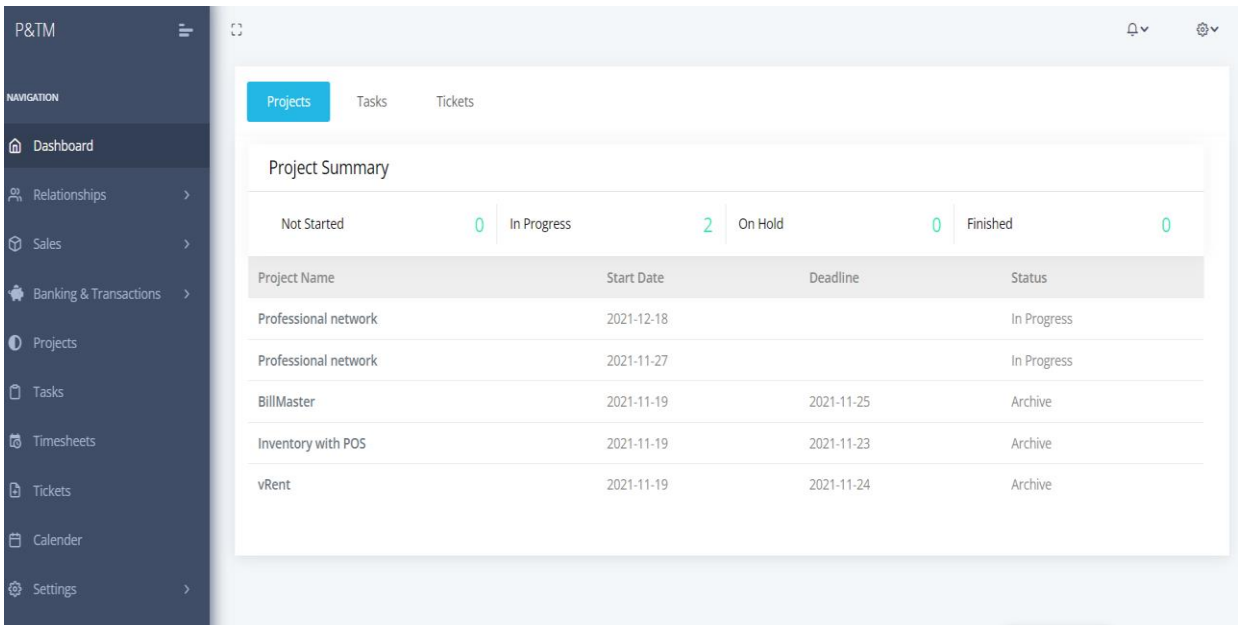 P&TM
NAVIGATION
Dashboard
Relationships
Sales
Banking & Transactions
Projects
Tasks
Timesheets
Tickets
Calender
Settings
Projects Tasks Tickets
Project Summary
Not Started 0 In Progress 2 On Hold 0 Finished 0
Project Name Start Date Deadline Status
Professional network 2021-12-18 In Progress
Professional network 2021-11-27 In Progress
BillMaster 2021-11-19 2021-11-25 Archive
Inventory with POS 2021-11-19 2021-11-23 Archive
vRent 2021-11-19 2021-11-24 Archive